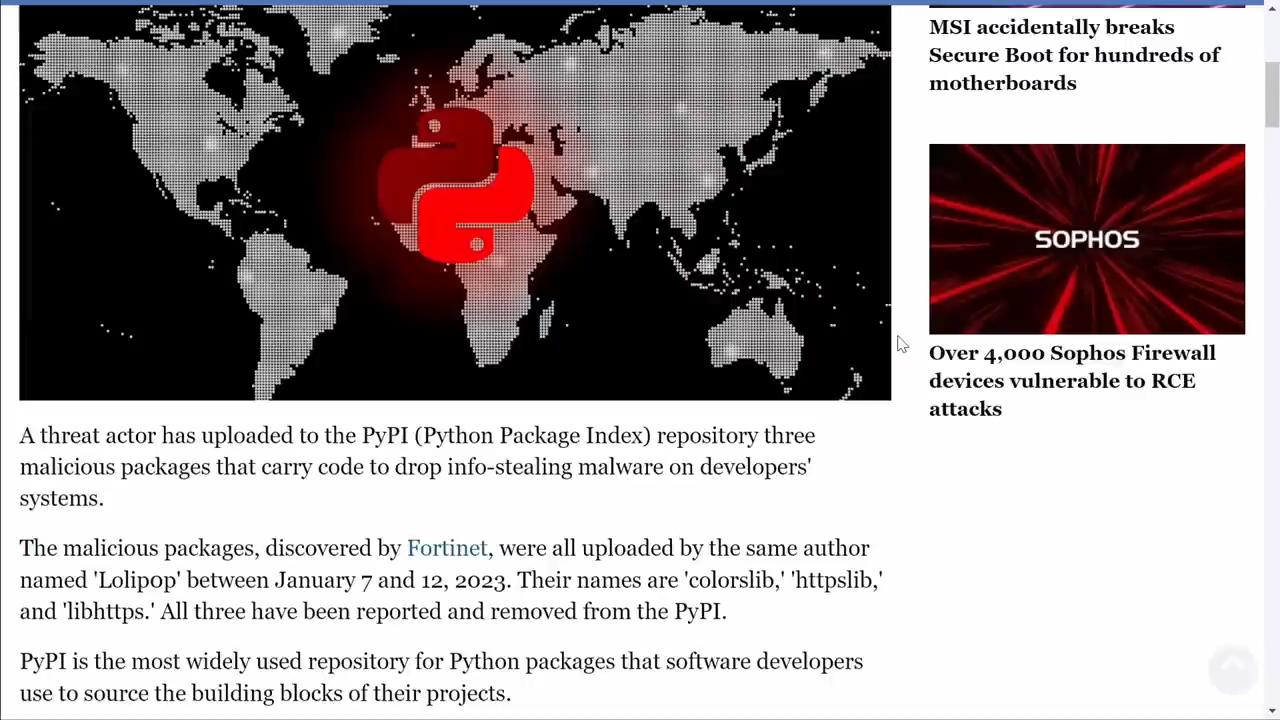 A threat actor has uploaded to the PyPI (Python Package Index) repository three
malicious packages that carry code to drop info-stealing malware on developers'
systems.
The malicious packages, discovered by Fortinet, were all uploaded by the same author
named 'Lolipop' between January 7 and 12, 2023. Their names are 'colorslib,' 'httpslib,'
and 'libhttps.' All three have been reported and removed from the PyPI.
PyPI is the most widely used repository for Python packages that software developers
use to source the building blocks of their projects.
MSI accidentally breaks
Secure Boot for hundreds of
motherboards
SOPHOS
Over 4,000 Sophos Firewall
devices vulnerable to RCE
attacks